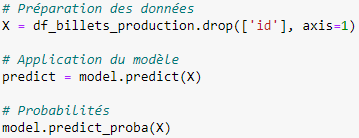 # Préparation des données
X = df_billets_production.drop(['id'], axis=1)
# Application du modèle
predict = model.predict(X)
# Probabilités
model.predict_proba(X)